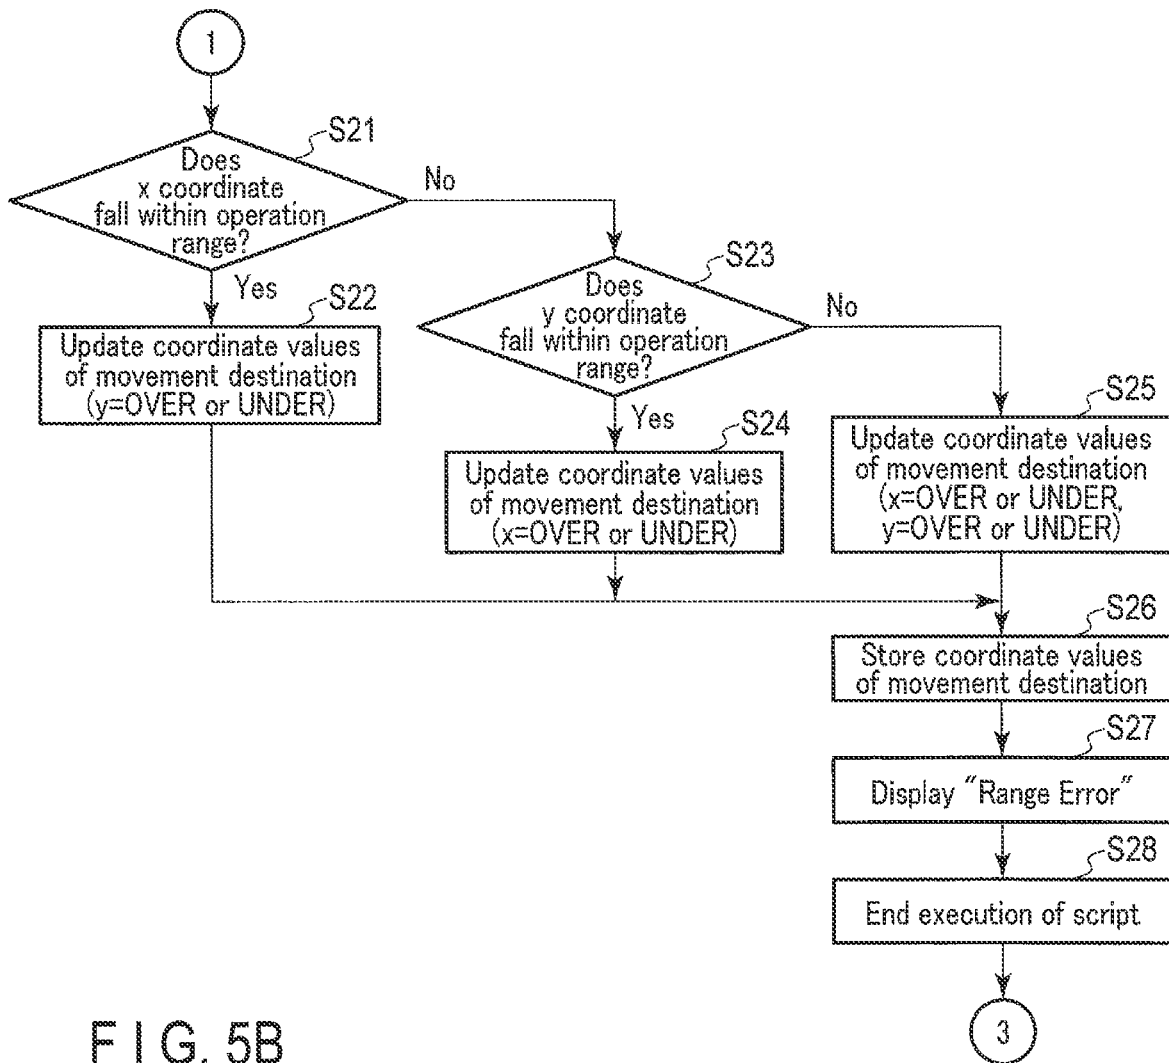 1
S21
Does
x coordinate
fall within operation
range?
No
Yes
S22
Update coordinate values
of movement destination
(y=OVER or UNDER)
S23
Does
y coordinate
fall within operation
range?
No
Yes
S24
Update coordinate values
of movement destination
(x=OVER or UNDER)
S25
Update coordinate values
of movement destination
(x=OVER or UNDER,
y=OVER or UNDER)
S26
Store coordinate values
of movement destination
S27
Display "Range Error"
S28
End execution of script
3
FIG. 5B